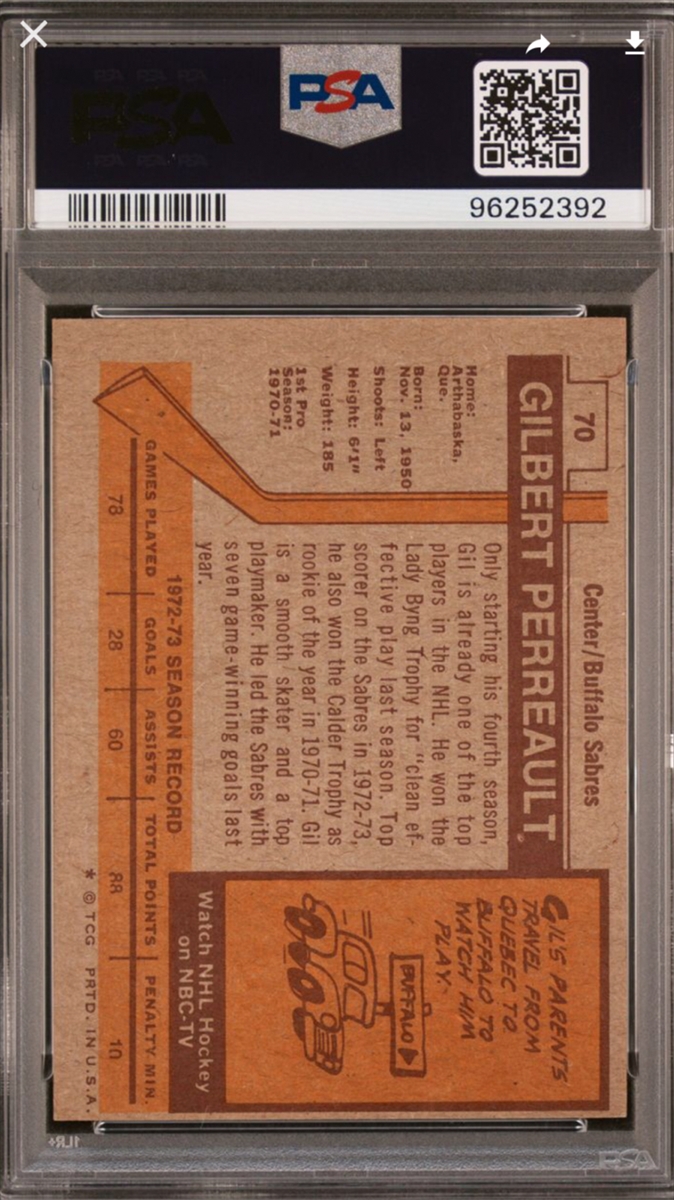 PSA
PSA
96252392
70
Center/Buffalo Sabres
GILBERT PERREAULT
Home:
Arthabaska,
Que.
Born:
Nov. 13, 1950
Shoots: Left
Height: 6'1"
Weight: 185
1st Pro
Season:
1970-71
Only starting his fourth season,
Gil is already one of the top
players in the NHL. He won the
Lady Byng Trophy for "clean ef-
fective play last season. Top
scorer on the Sabres in 1972-73,
he also won the Calder Trophy as
rookie of the year in 1970-71. Gil
is a smooth skater and a top
playmaker. He led the Sabres with
seven game-winning goals last
year.
GIL'S PARENTS
TRAVEL FROM
QUEBEC TO
BUFFALO TO
WATCH HIM
PLAY.
BUFFALO
Watch NHL Hockey
on NBC-TV
1972-73 SEASON RECORD
GAMES PLAYED GOALS ASSISTS TOTAL POINTS PENALTY MIN.
78 28 60 88 10
* © TCG PRTD. IN U.S.A.
PSA